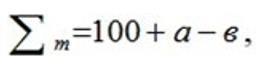 ∑ m=100 + а – в ,